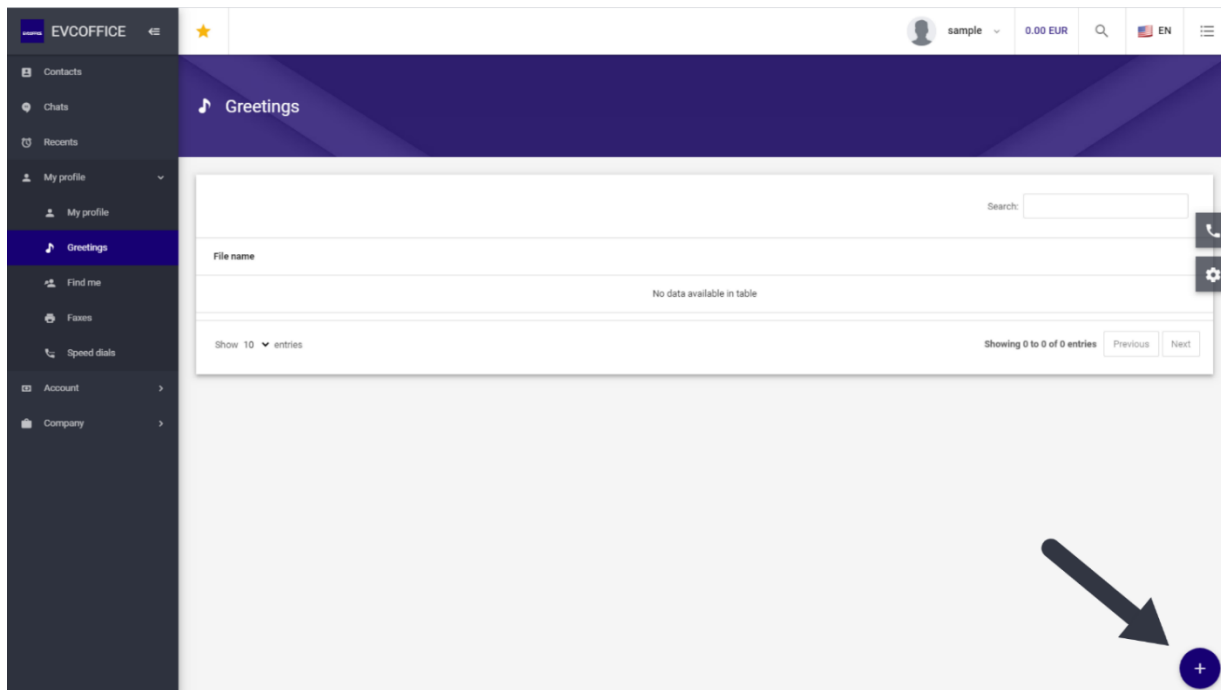 EVCOFFICE
sample
0.00 EUR
EN
Contacts
Chats
Recents
My profile
My profile
Greetings
Find me
Faxes
Speed dials
Account
Company
Greetings
Search:
File name
No data available in table
Show 10 entries
Showing 0 to 0 of 0 entries
Previous
Next